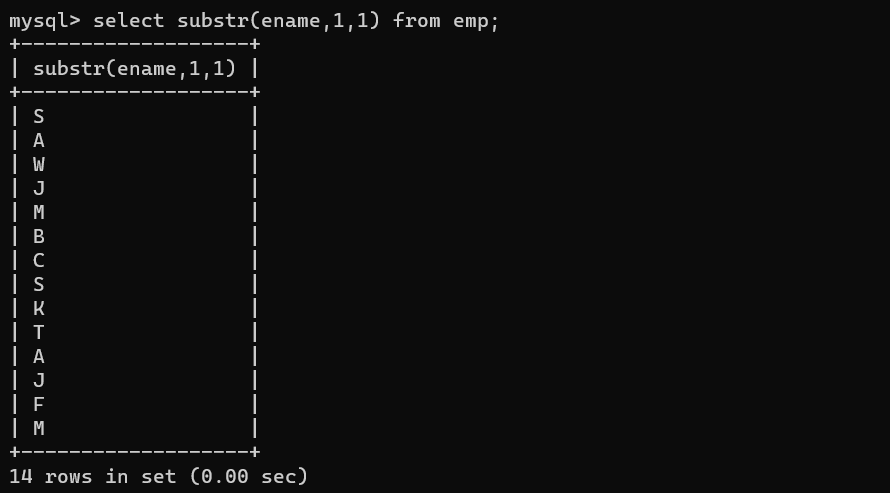 mysql> select substr(ename,1,1) from emp;
+-------------------+
| substr(ename,1,1) |
+-------------------+
| S                 |
| A                 |
| W                 |
| J                 |
| M                 |
| B                 |
| C                 |
| S                 |
| K                 |
| T                 |
| A                 |
| J                 |
| F                 |
| M                 |
+-------------------+
14 rows in set (0.00 sec)